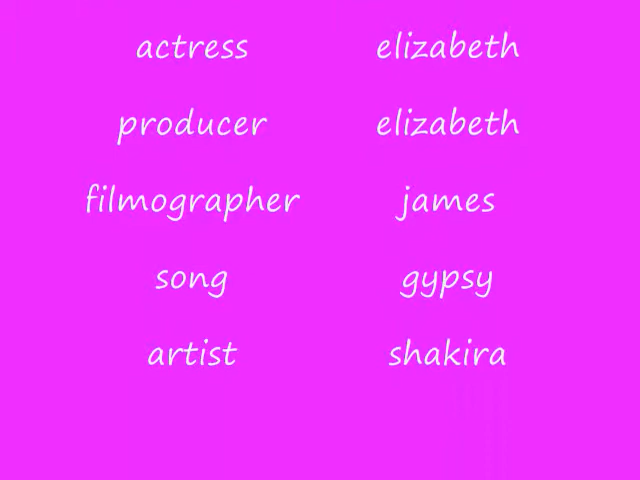 actress elizabeth
producer elizabeth
filmographer james
song gypsy
artist shakira